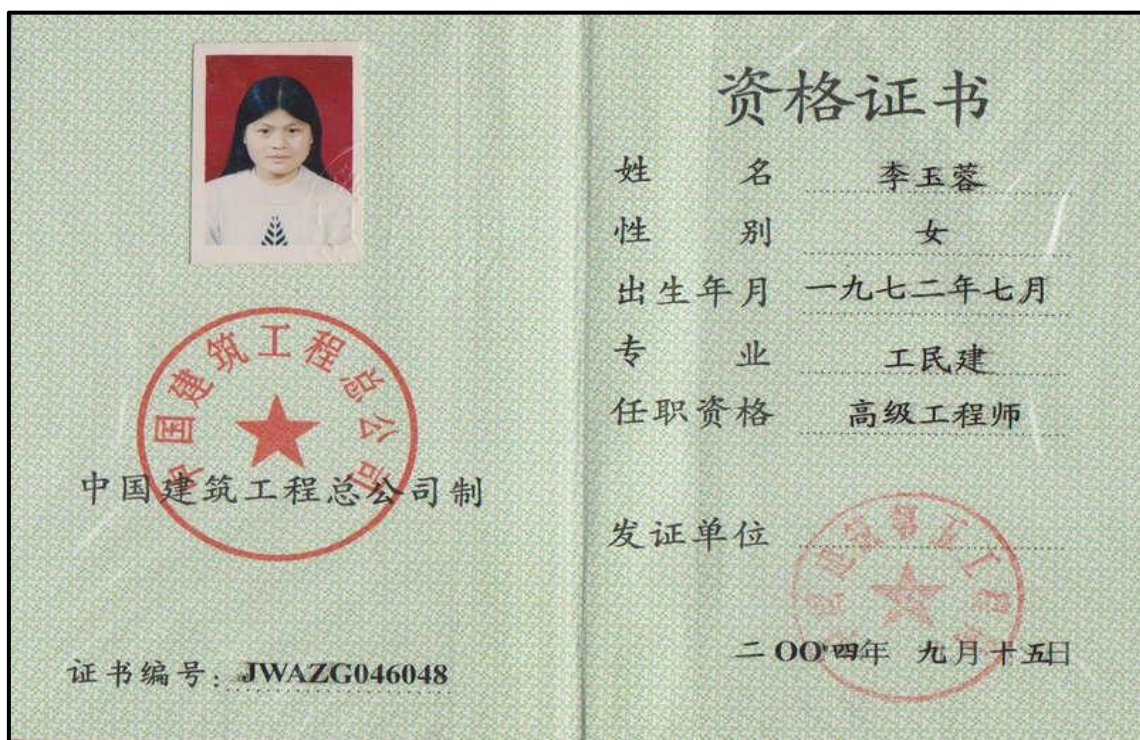 中国建筑工程总公司
中国建筑工程总公司制
证书编号：JWAZG046048
资格证书
姓名 李玉蓉
性别 女
出生年月 一九七二年七月
专业 工民建
任职资格 高级工程师
发证单位
二OO四年 九月十五日